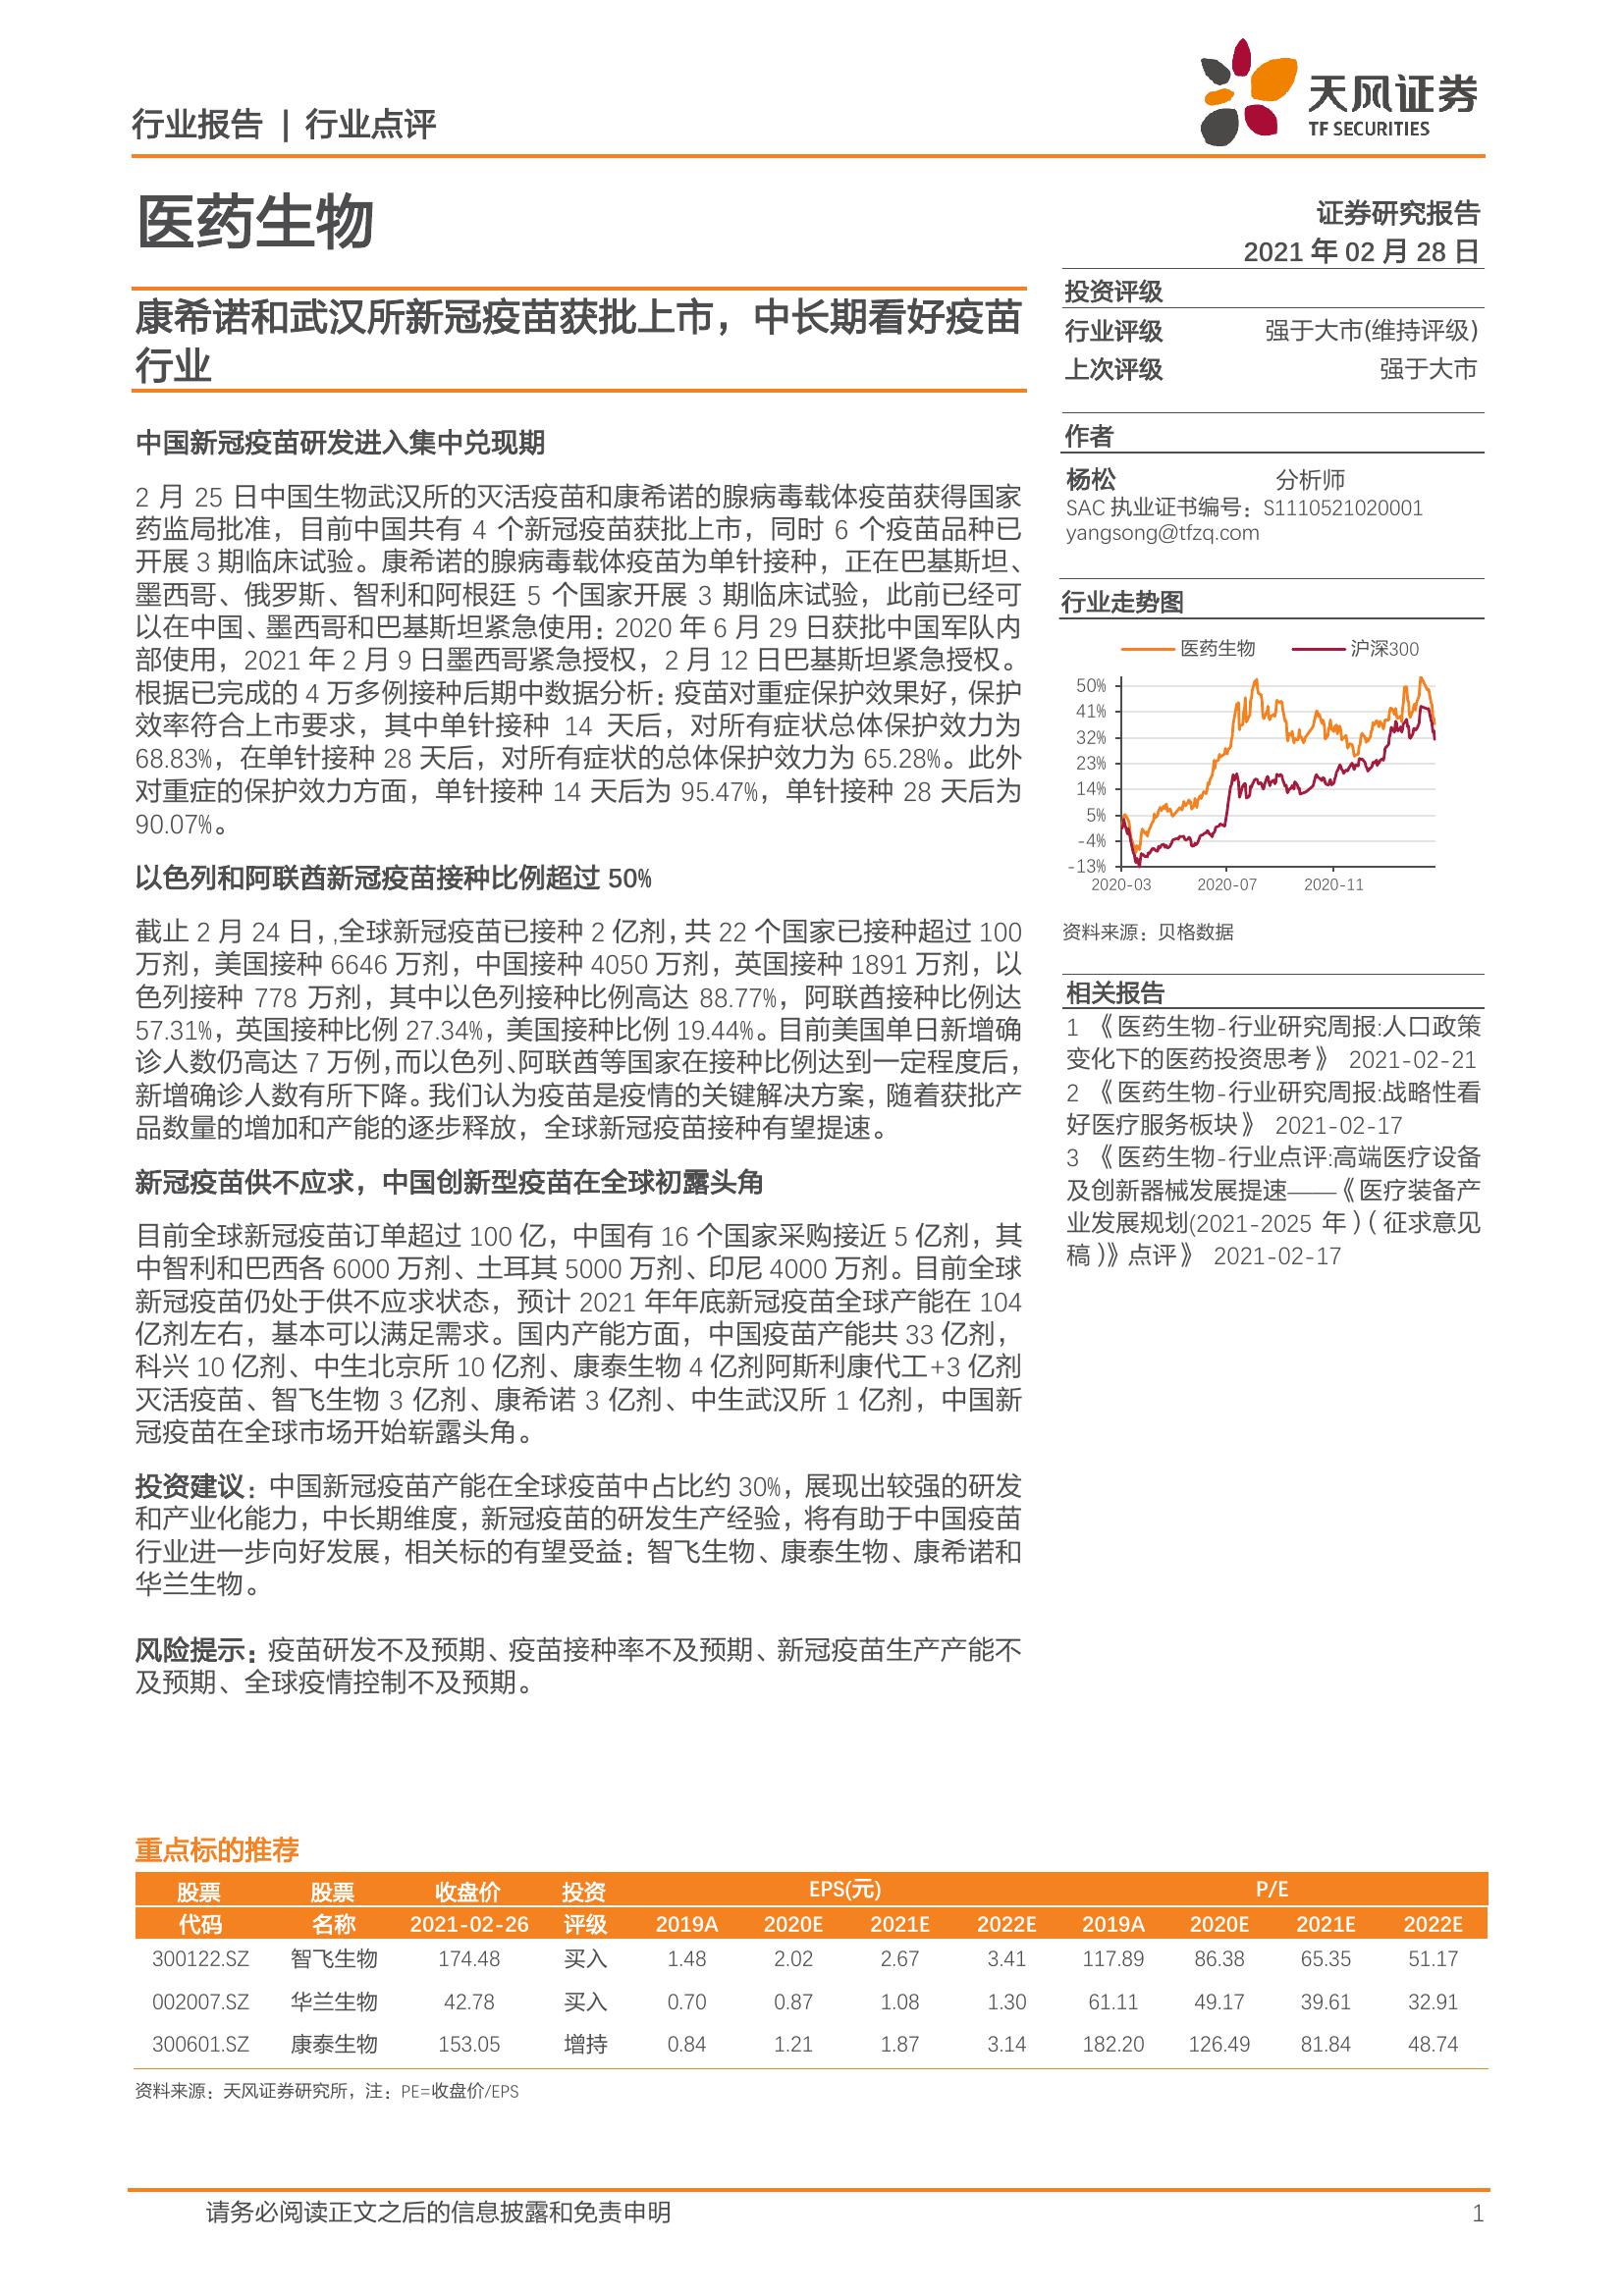 行业报告 | 行业点评
天风证券
TF SECURITIES
医药生物
证券研究报告
2021 年 02 月 28 日
康希诺和武汉所新冠疫苗获批上市，中长期看好疫苗
行业
中国新冠疫苗研发进入集中兑现期
2 月 25 日中国生物武汉所的灭活疫苗和康希诺的腺病毒载体疫苗获得国家
药监局批准，目前中国共有 4 个新冠疫苗获批上市，同时 6 个疫苗品种已
开展 3 期临床试验。康希诺的腺病毒载体疫苗为单针接种，正在巴基斯坦、
墨西哥、俄罗斯、智利和阿根廷 5 个国家开展 3 期临床试验，此前已经可
以在中国、墨西哥和巴基斯坦紧急使用：2020 年 6 月 29 日获批中国军队内
部使用，2021 年 2 月 9 日墨西哥紧急授权，2 月 12 日巴基斯坦紧急授权。
根据已完成的 4 万多例接种后期中数据分析：疫苗对重症保护效果好，保护
效率符合上市要求，其中单针接种 14 天后，对所有症状总体保护效力为
68.83%，在单针接种 28 天后，对所有症状的总体保护效力为 65.28%。此外
对重症的保护效力方面，单针接种 14 天后为 95.47%，单针接种 28 天后为
90.07%。
以色列和阿联酋新冠疫苗接种比例超过 50%
截止 2 月 24 日，,全球新冠疫苗已接种 2 亿剂，共 22 个国家已接种超过 100
万剂，美国接种 6646 万剂，中国接种 4050 万剂，英国接种 1891 万剂，以
色列接种 778 万剂，其中以色列接种比例高达 88.77%，阿联酋接种比例达
57.31%，英国接种比例 27.34%，美国接种比例 19.44%。目前美国单日新增确
诊人数仍高达 7 万例，而以色列、阿联酋等国家在接种比例达到一定程度后，
新增确诊人数有所下降。我们认为疫苗是疫情的关键解决方案，随着获批产
品数量的增加和产能的逐步释放，全球新冠疫苗接种有望提速。
新冠疫苗供不应求，中国创新型疫苗在全球初露头角
目前全球新冠疫苗订单超过 100 亿，中国有 16 个国家采购接近 5 亿剂，其
中智利和巴西各 6000 万剂、土耳其 5000 万剂、印尼 4000 万剂。目前全球
新冠疫苗仍处于供不应求状态，预计 2021 年年底新冠疫苗全球产能在 104
亿剂左右，基本可以满足需求。国内产能方面，中国疫苗产能共 33 亿剂，
科兴 10 亿剂、中生北京所 10 亿剂、康泰生物 4 亿剂阿斯利康代工+3 亿剂
灭活疫苗、智飞生物 3 亿剂、康希诺 3 亿剂、中生武汉所 1 亿剂，中国新
冠疫苗在全球市场开始崭露头角。
投资建议：中国新冠疫苗产能在全球疫苗中占比约 30%，展现出较强的研发
和产业化能力，中长期维度，新冠疫苗的研发生产经验，将有助于中国疫苗
行业进一步向好发展，相关标的有望受益：智飞生物、康泰生物、康希诺和
华兰生物。
风险提示：疫苗研发不及预期、疫苗接种率不及预期、新冠疫苗生产产能不
及预期、全球疫情控制不及预期。
投资评级
行业评级 强于大市(维持评级)
上次评级 强于大市
作者
杨松 分析师
SAC 执业证书编号：S1110521020001
yangsong@tfzq.com
行业走势图
医药生物 沪深300
50%
41%
32%
23%
14%
5%
-4%
-13%
2020-03 2020-07 2020-11
资料来源：贝格数据
相关报告
1 《医药生物-行业研究周报:人口政策
变化下的医药投资思考》 2021-02-21
2 《医药生物-行业研究周报:战略性看
好医疗服务板块》 2021-02-17
3 《医药生物-行业点评:高端医疗设备
及创新器械发展提速——《医疗装备产
业发展规划(2021-2025 年)（征求意见
稿)》点评》 2021-02-17
重点标的推荐
股票 股票 收盘价 投资 EPS(元) P/E
代码 名称 2021-02-26 评级 2019A 2020E 2021E 2022E 2019A 2020E 2021E 2022E
300122.SZ 智飞生物 174.48 买入 1.48 2.02 2.67 3.41 117.89 86.38 65.35 51.17
002007.SZ 华兰生物 42.78 买入 0.70 0.87 1.08 1.30 61.11 49.17 39.61 32.91
300601.SZ 康泰生物 153.05 增持 0.84 1.21 1.87 3.14 182.20 126.49 81.84 48.74
资料来源：天风证券研究所，注：PE=收盘价/EPS
请务必阅读正文之后的信息披露和免责申明 1